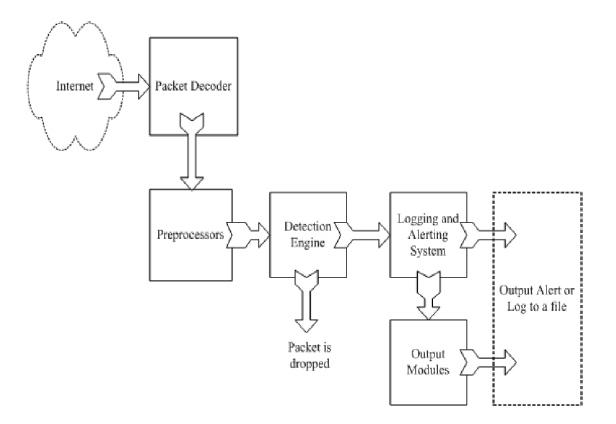 Internet
Packet Decoder
Preprocessors
Detection
Engine
Logging and
Alerting
System
Packet is
dropped
Output
Modules
Output Alert or
Log to a file